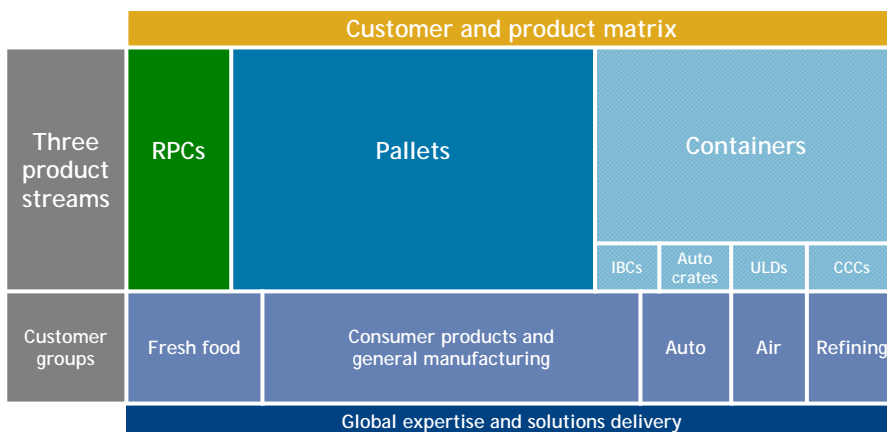 Customer and product matrix
Three
product
streams
RPCs
Pallets
Containers
IBCs
Auto
crates
ULDs
CCCs
Customer
groups
Fresh food
Consumer products and
general manufacturing
Auto
Air
Refining
Global expertise and solutions delivery